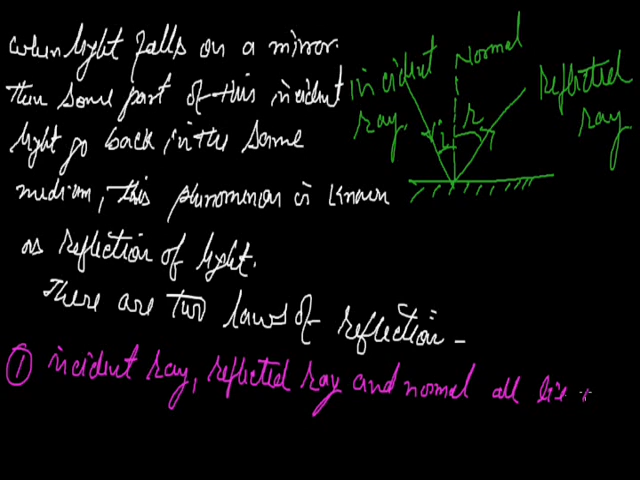 when light falls on a mirror.
then some part of this incident
light go back in the same
medium, this phenominon is known
as reflection of light.
There are two laws of reflection -
① incident ray, reflected ray and normal all lie
incident ray.
Normal
reflected ray
i
r